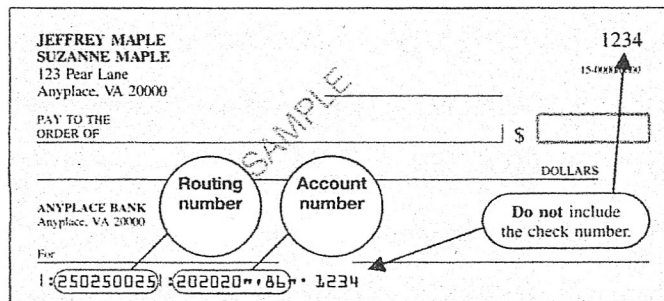 JEFFREY MAPLE
SUZANNE MAPLE
123 Pear Lane
Anyplace, VA 20000
1234
SAMPLE
PAY TO THE
ORDER OF
$
DOLLARS
Routing
number
Account
number
ANYPLACE BANK
Anyplace, VA 20000
Do not include
the check number.
For
|:250250025|:202020"'86"' 1234